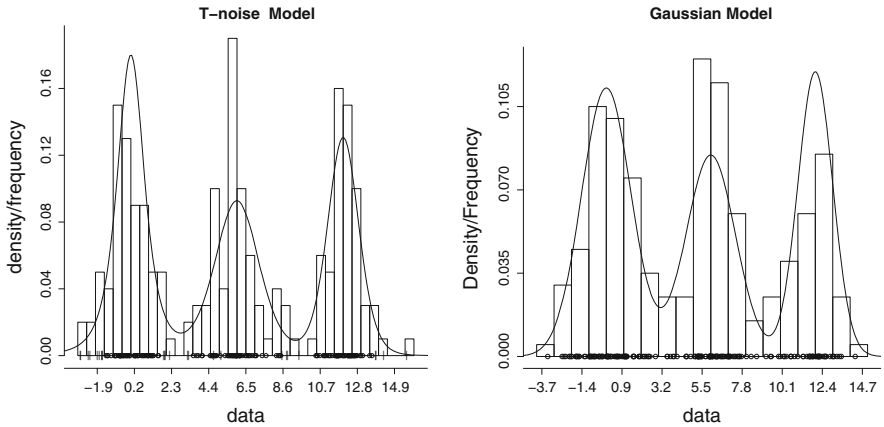 T−noise Model
density/frequency
0.16
0.12
0.08
0.04
0.00
−1.9 0.2 2.3 4.4 6.5 8.6 10.7 12.8 14.9
data
Gaussian Model
Density/Frequency
0.105
0.070
0.035
0.000
−3.7 −1.4 0.9 3.2 5.5 7.8 10.1 12.4 14.7
data